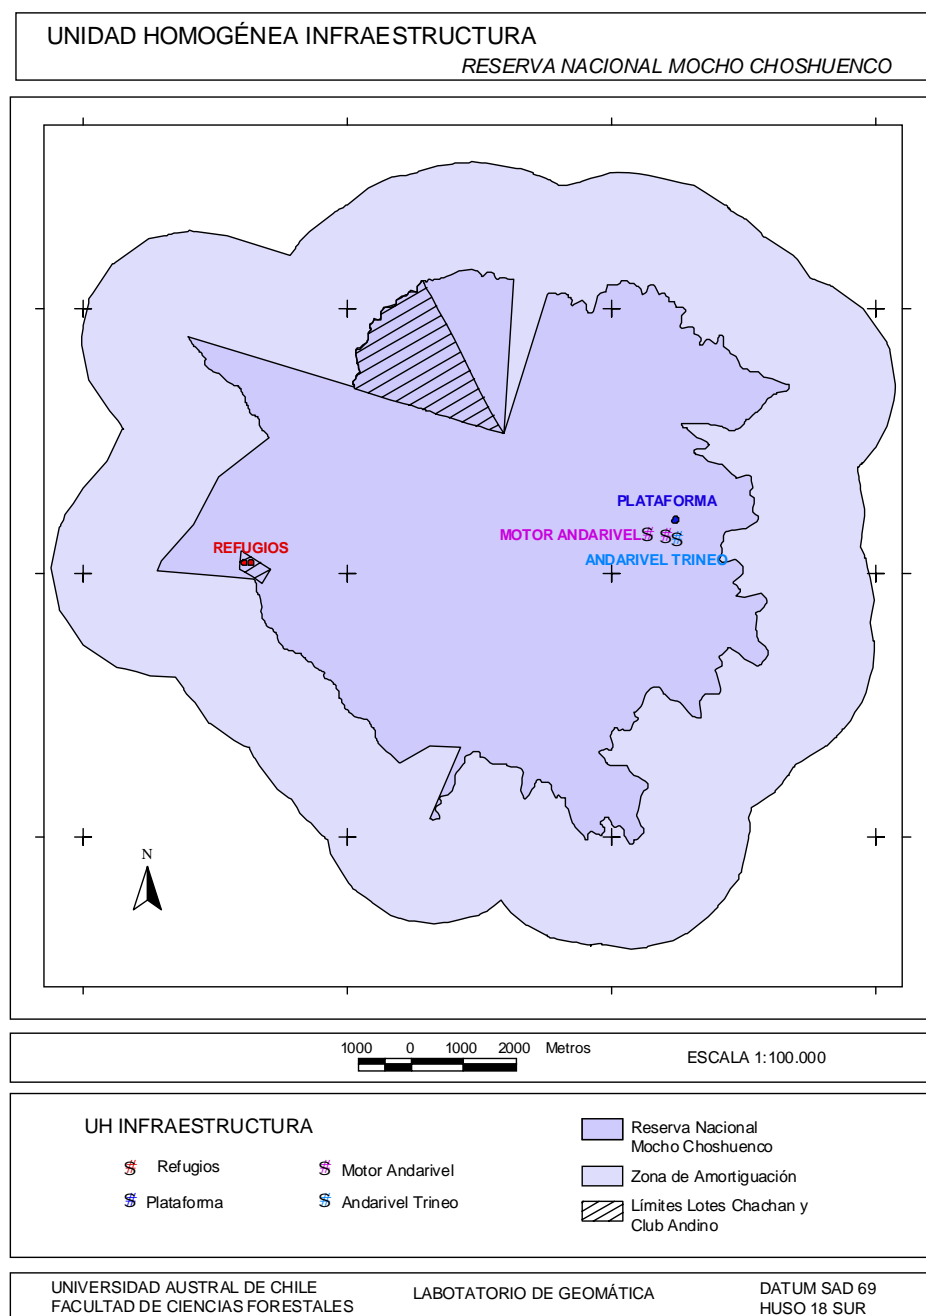 UNIDAD HOMOGÉNEA INFRAESTRUCTURA
RESERVA NACIONAL MOCHO CHOSHUENCO
PLATAFORMA
MOTOR ANDARIVEL
ANDARIVEL TRINEO
REFUGIOS
N
1000 0 1000 2000 Metros
ESCALA 1:100.000
UH INFRAESTRUCTURA
Refugios
Plataforma
Motor Andarivel
Andarivel Trineo
Reserva Nacional
Mocho Choshuenco
Zona de Amortiguación
Límites Lotes Chachan y
Club Andino
UNIVERSIDAD AUSTRAL DE CHILE
FACULTAD DE CIENCIAS FORESTALES
LABOTATORIO DE GEOMÁTICA
DATUM SAD 69
HUSO 18 SUR